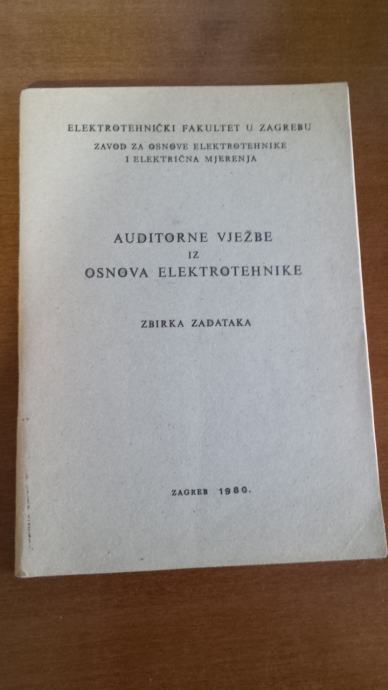 ELEKTROTEHNIČKI FAKULTET U ZAGREBU
ZAVOD ZA OSNOVE ELEKTROTEHNIKE
I ELEKTRIČNA MJERENJA
AUDITORNE VJEŽBE
IZ
OSNOVA ELEKTROTEHNIKE
ZBIRKA ZADATAKA
ZAGREB 1980.